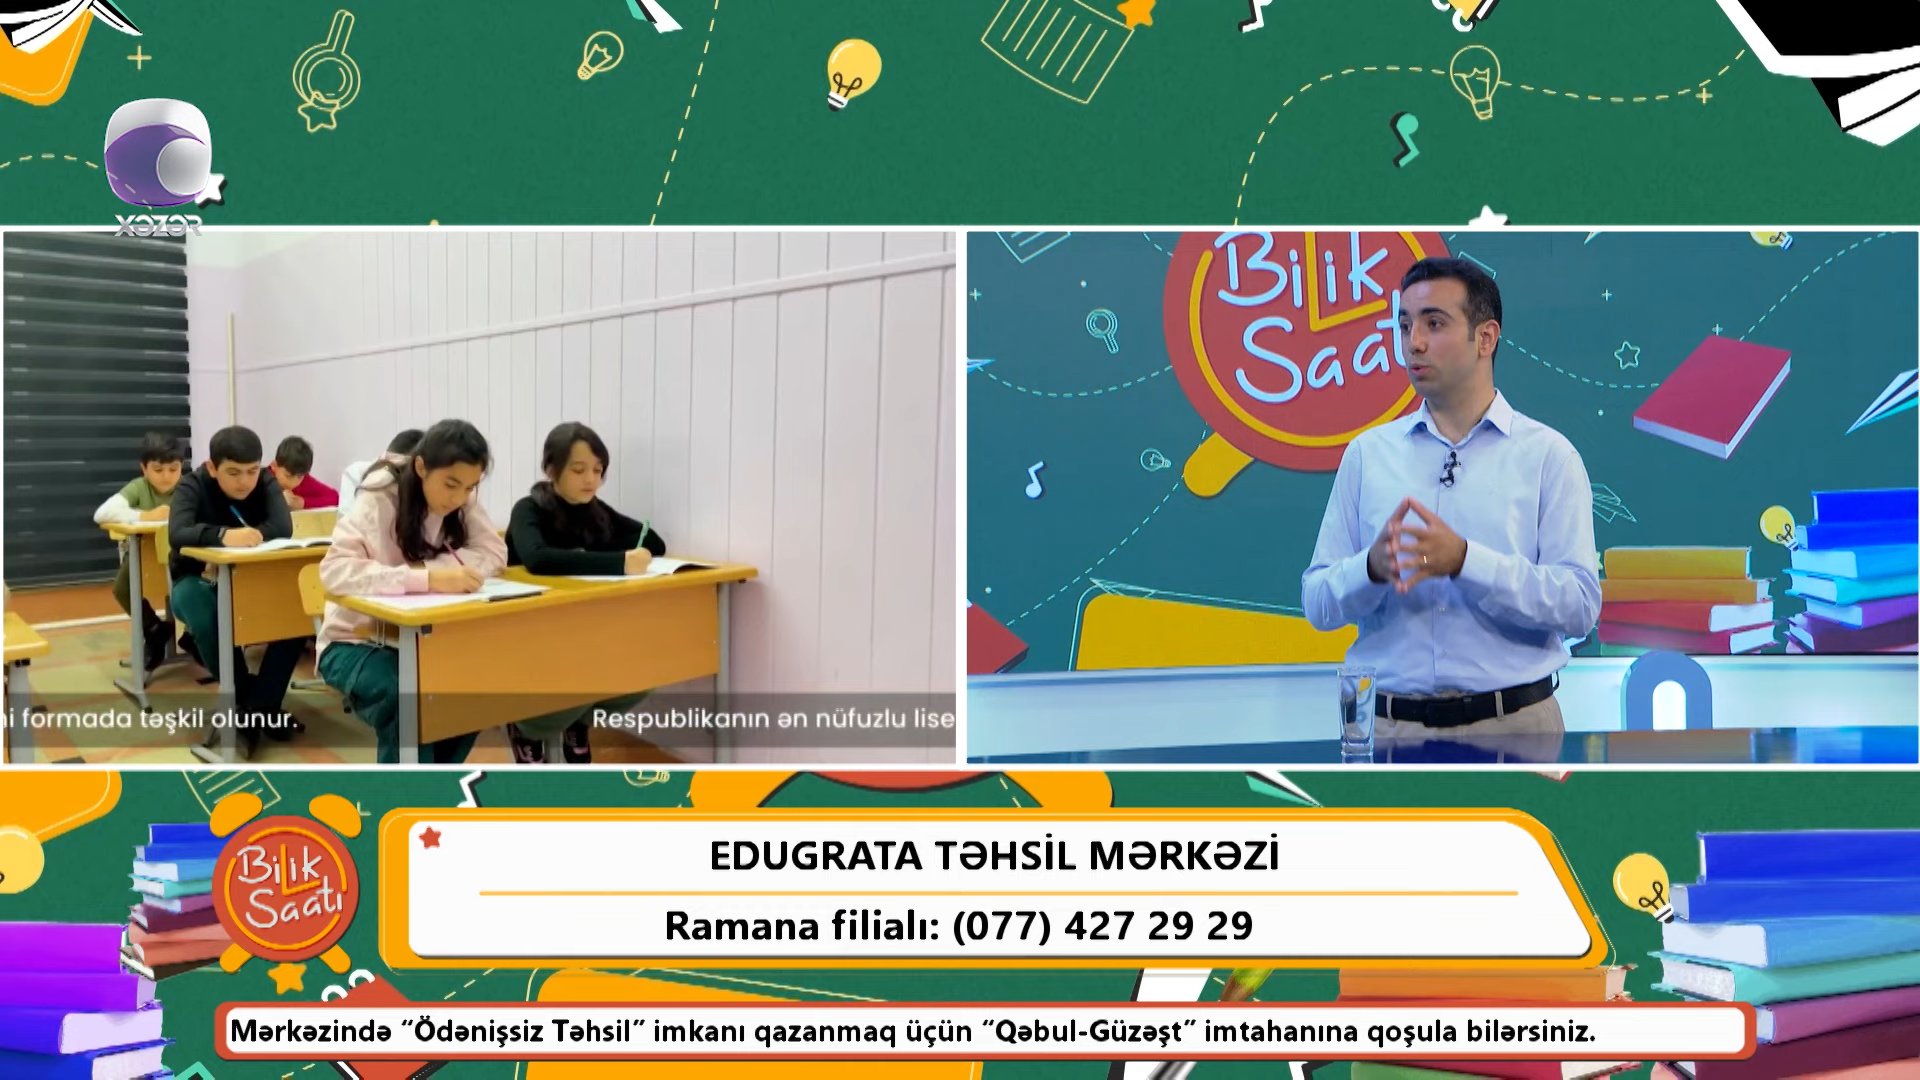 XəZəR
Bilik
Saatı
formada təşkil olunur.
Respublikanın ən nüfuzlu
Bilik
Saatı
EDUGRATA TƏHSİL MƏRKƏZİ
Ramana filialı: (077) 427 29 29
Mərkəzində “Ödənişsiz Təhsil” imkanı qazanmaq üçün “Qəbul-Güzəşt” imtahanına qoşula bilərsiniz.